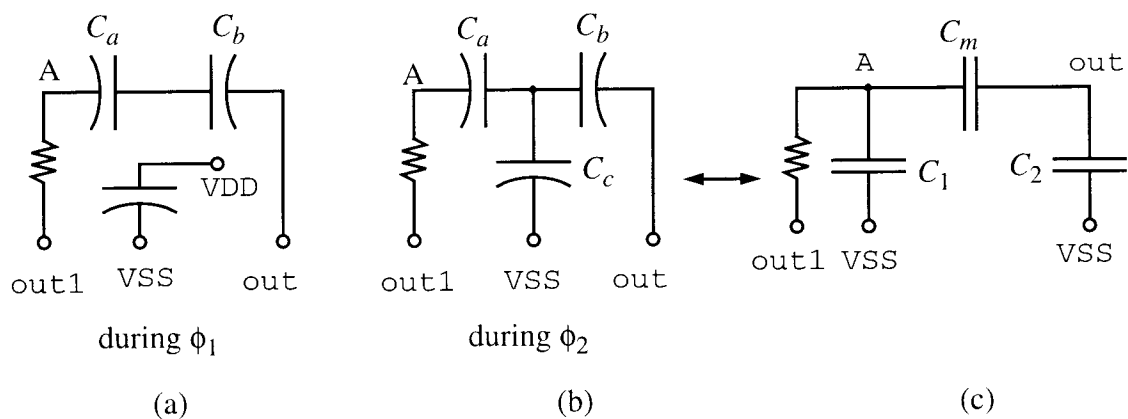 C_a
C_b
A
VDD
out1
VSS
out
during ϕ_1
(a)
C_a
C_b
A
C_c
out1
VSS
out
during ϕ_2
(b)
C_m
A
out
C_1
C_2
out1
VSS
VSS
(c)